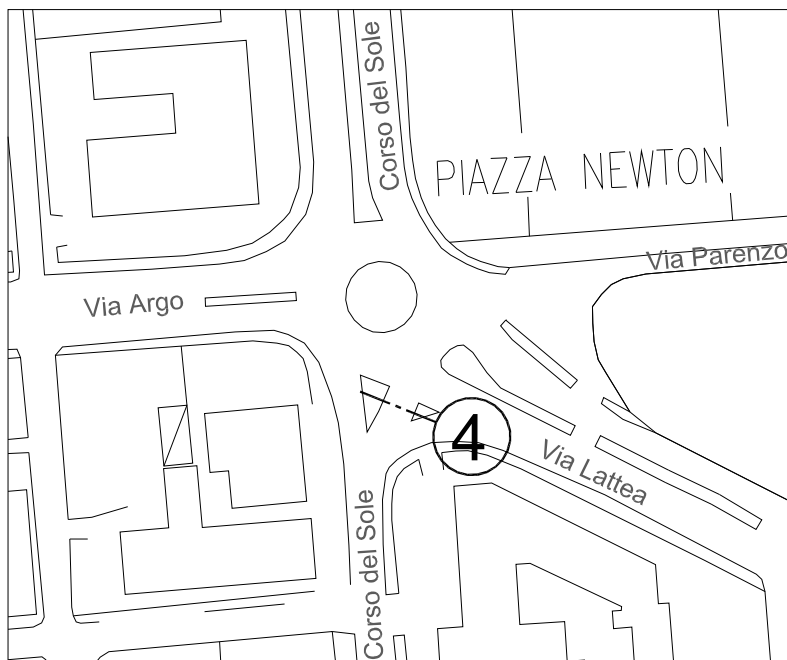 Corso del Sole
PIAZZA NEWTON
Via Parenzo
Via Argo
4
Via Lattea
Corso del Sole